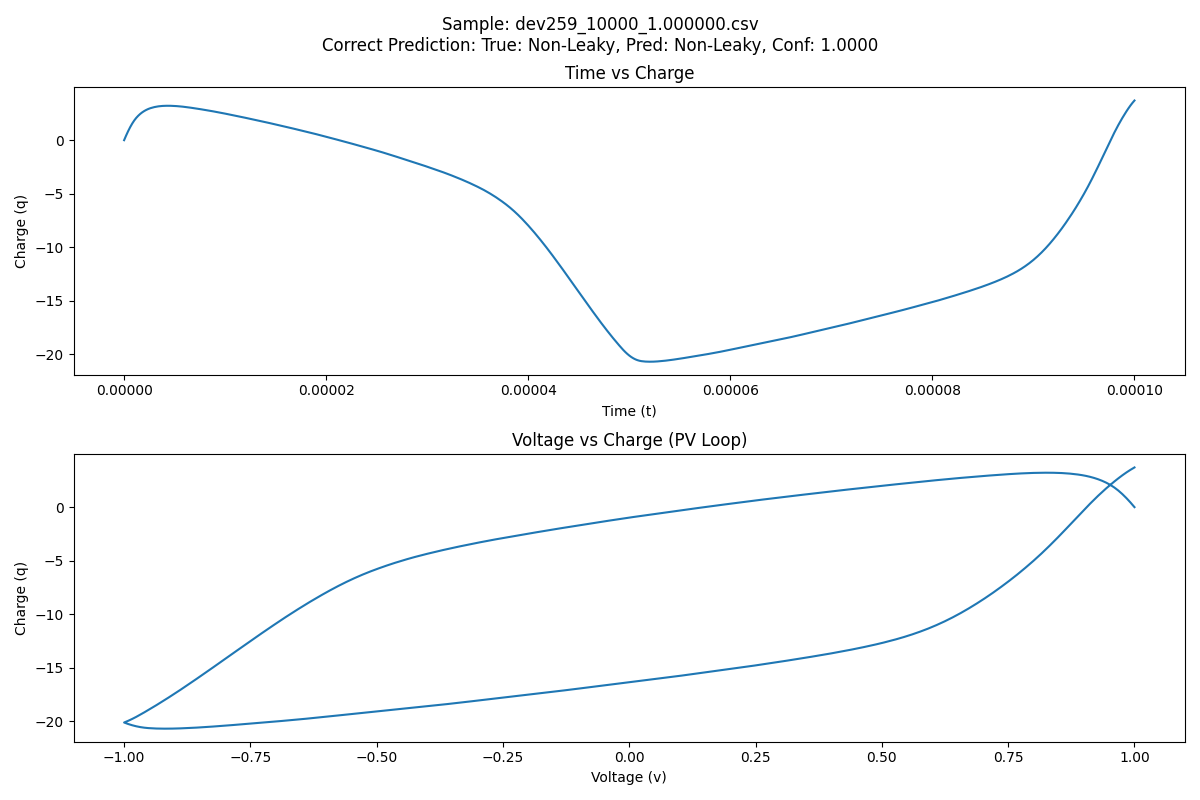 Sample: dev259_10000_1.000000.csv
Correct Prediction: True: Non-Leaky, Pred: Non-Leaky, Conf: 1.0000
Time vs Charge
Charge (q)
0
−5
−10
−15
−20
0.00000 0.00002 0.00004 0.00006 0.00008 0.00010
Time (t)
Voltage vs Charge (PV Loop)
Charge (q)
0
−5
−10
−15
−20
−1.00 −0.75 −0.50 −0.25 0.00 0.25 0.50 0.75 1.00
Voltage (v)